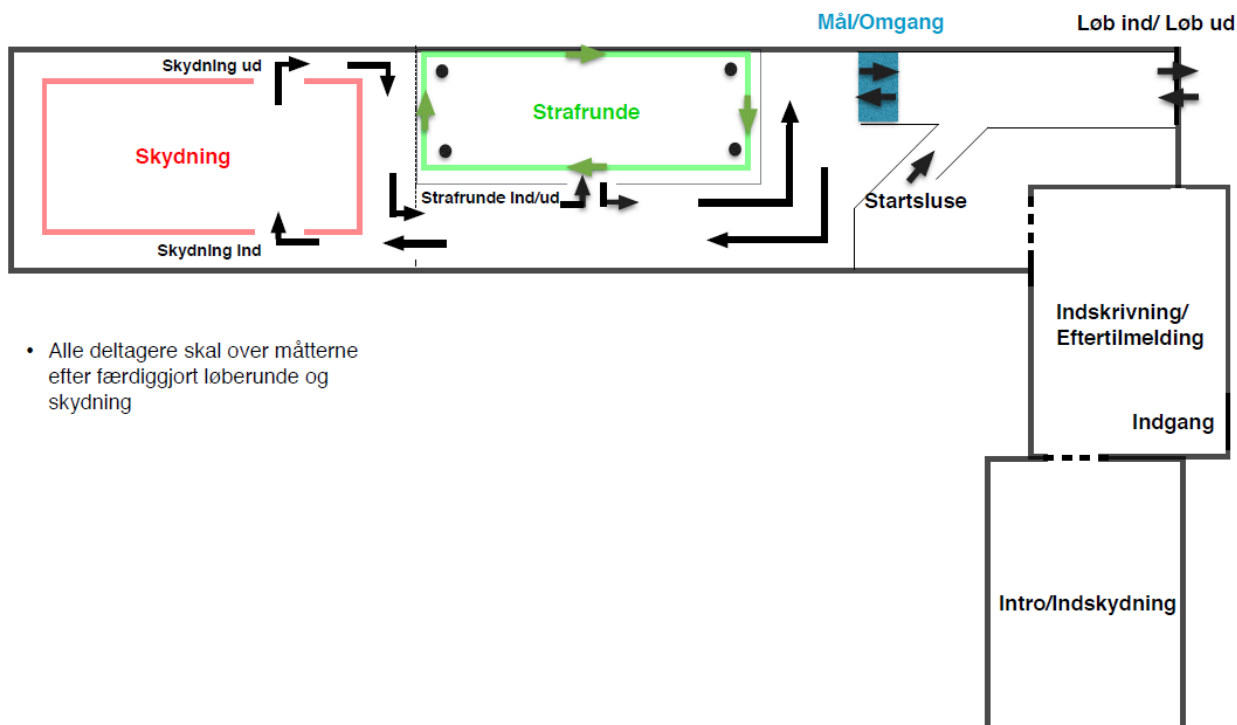 Mål/Omgang
Løb ind/ Løb ud
Skydning ud
Strafrunde
Skydning
Strafrunde Ind/ud
Startsluse
Skydning Ind
Indskrivning/
Eftertilmelding
• Alle deltagere skal over måtterne
efter færdiggjort løberunde og
skydning
Indgang
Intro/Indskydning